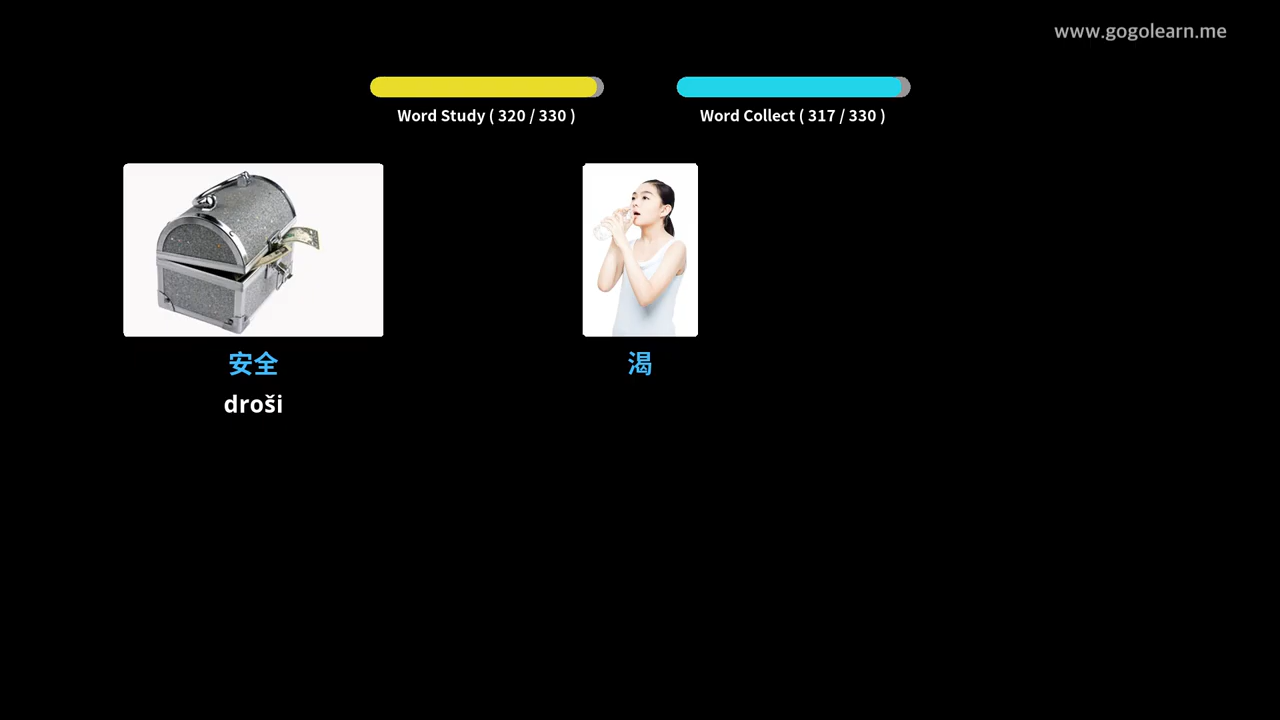 www.gogolearn.me
Word Study ( 320 / 330 )
Word Collect ( 317 / 330 )
安全
渴
droši